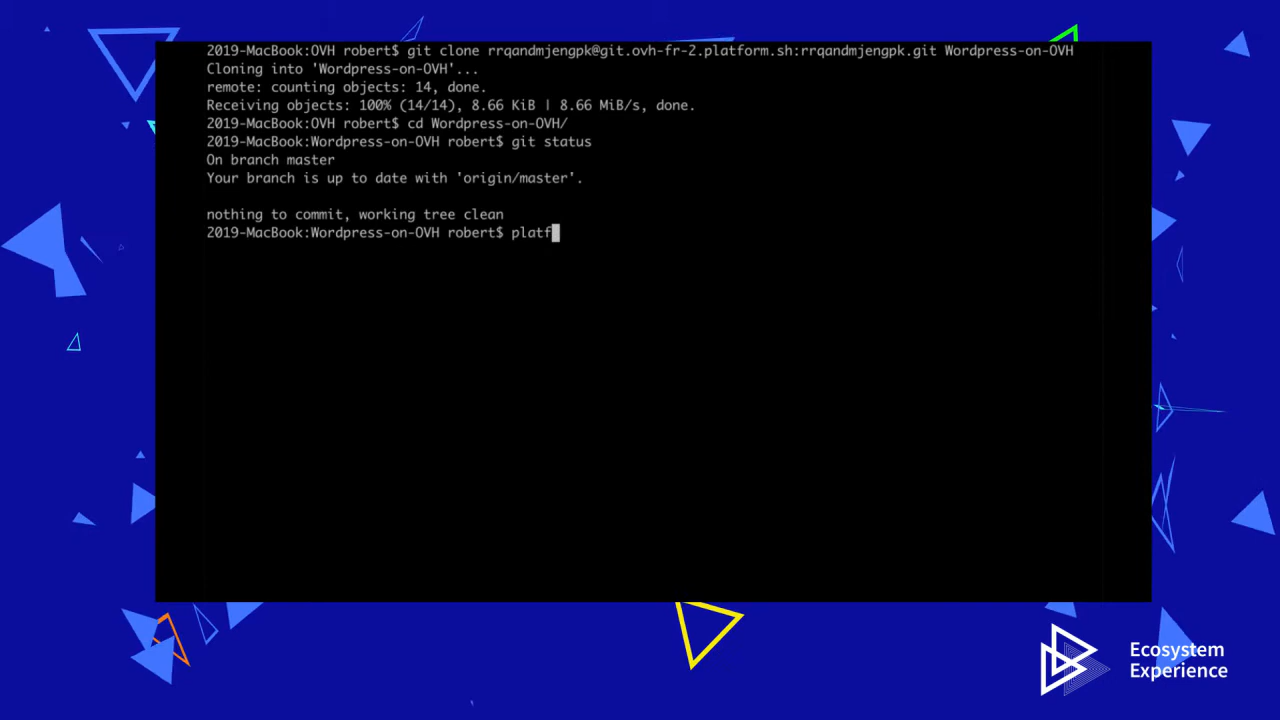 2019-MacBook:OVH robert$ git clone rrqandmjengpk@git.ovh-fr-2.platform.sh:rrqandmjengpk.git Wordpress-on-OVH
Cloning into 'Wordpress-on-OVH'...
remote: counting objects: 14, done.
Receiving objects: 100% (14/14), 8.66 KiB | 8.66 MiB/s, done.
2019-MacBook:OVH robert$ cd Wordpress-on-OVH/
2019-MacBook:Wordpress-on-OVH robert$ git status
On branch master
Your branch is up to date with 'origin/master'.
nothing to commit, working tree clean
2019-MacBook:Wordpress-on-OVH robert$ platf
Ecosystem
Experience